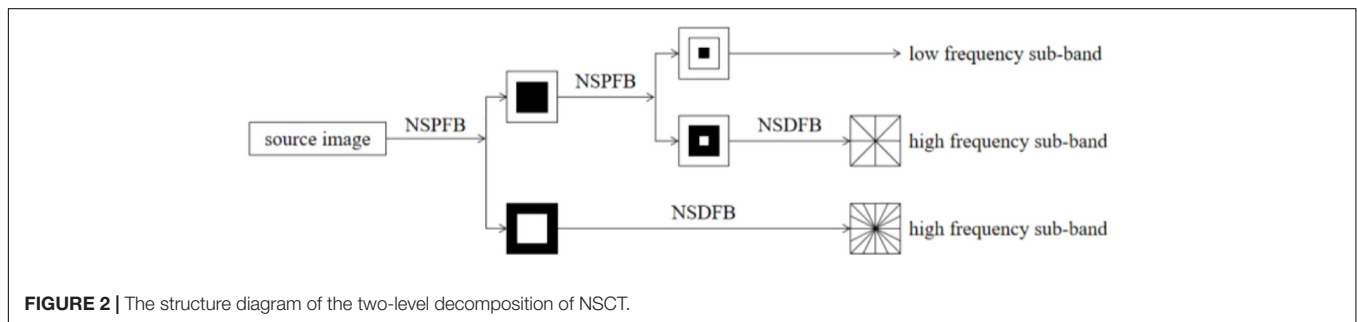 low frequency sub-band
NSPFB
NSPFB
source image
NSDFB
high frequency sub-band
NSDFB
high frequency sub-band
FIGURE 2 | The structure diagram of the two-level decomposition of NSCT.